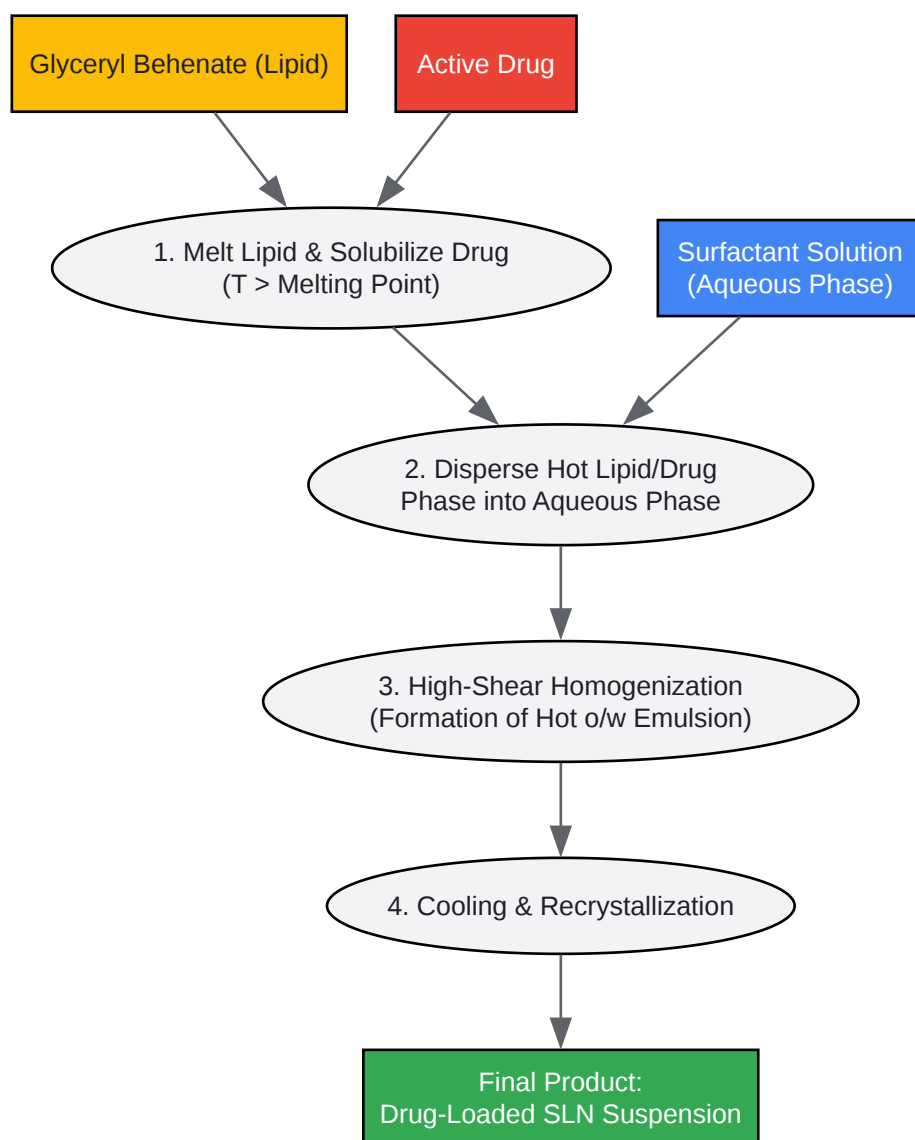 Glyceryl Behenate (Lipid)
Active Drug
1. Melt Lipid & Solubilize Drug
(T > Melting Point)
Surfactant Solution
(Aqueous Phase)
2. Disperse Hot Lipid/Drug
Phase into Aqueous Phase
3. High-Shear Homogenization
(Formation of Hot o/w Emulsion)
4. Cooling & Recrystallization
Final Product:
Drug-Loaded SLN Suspension